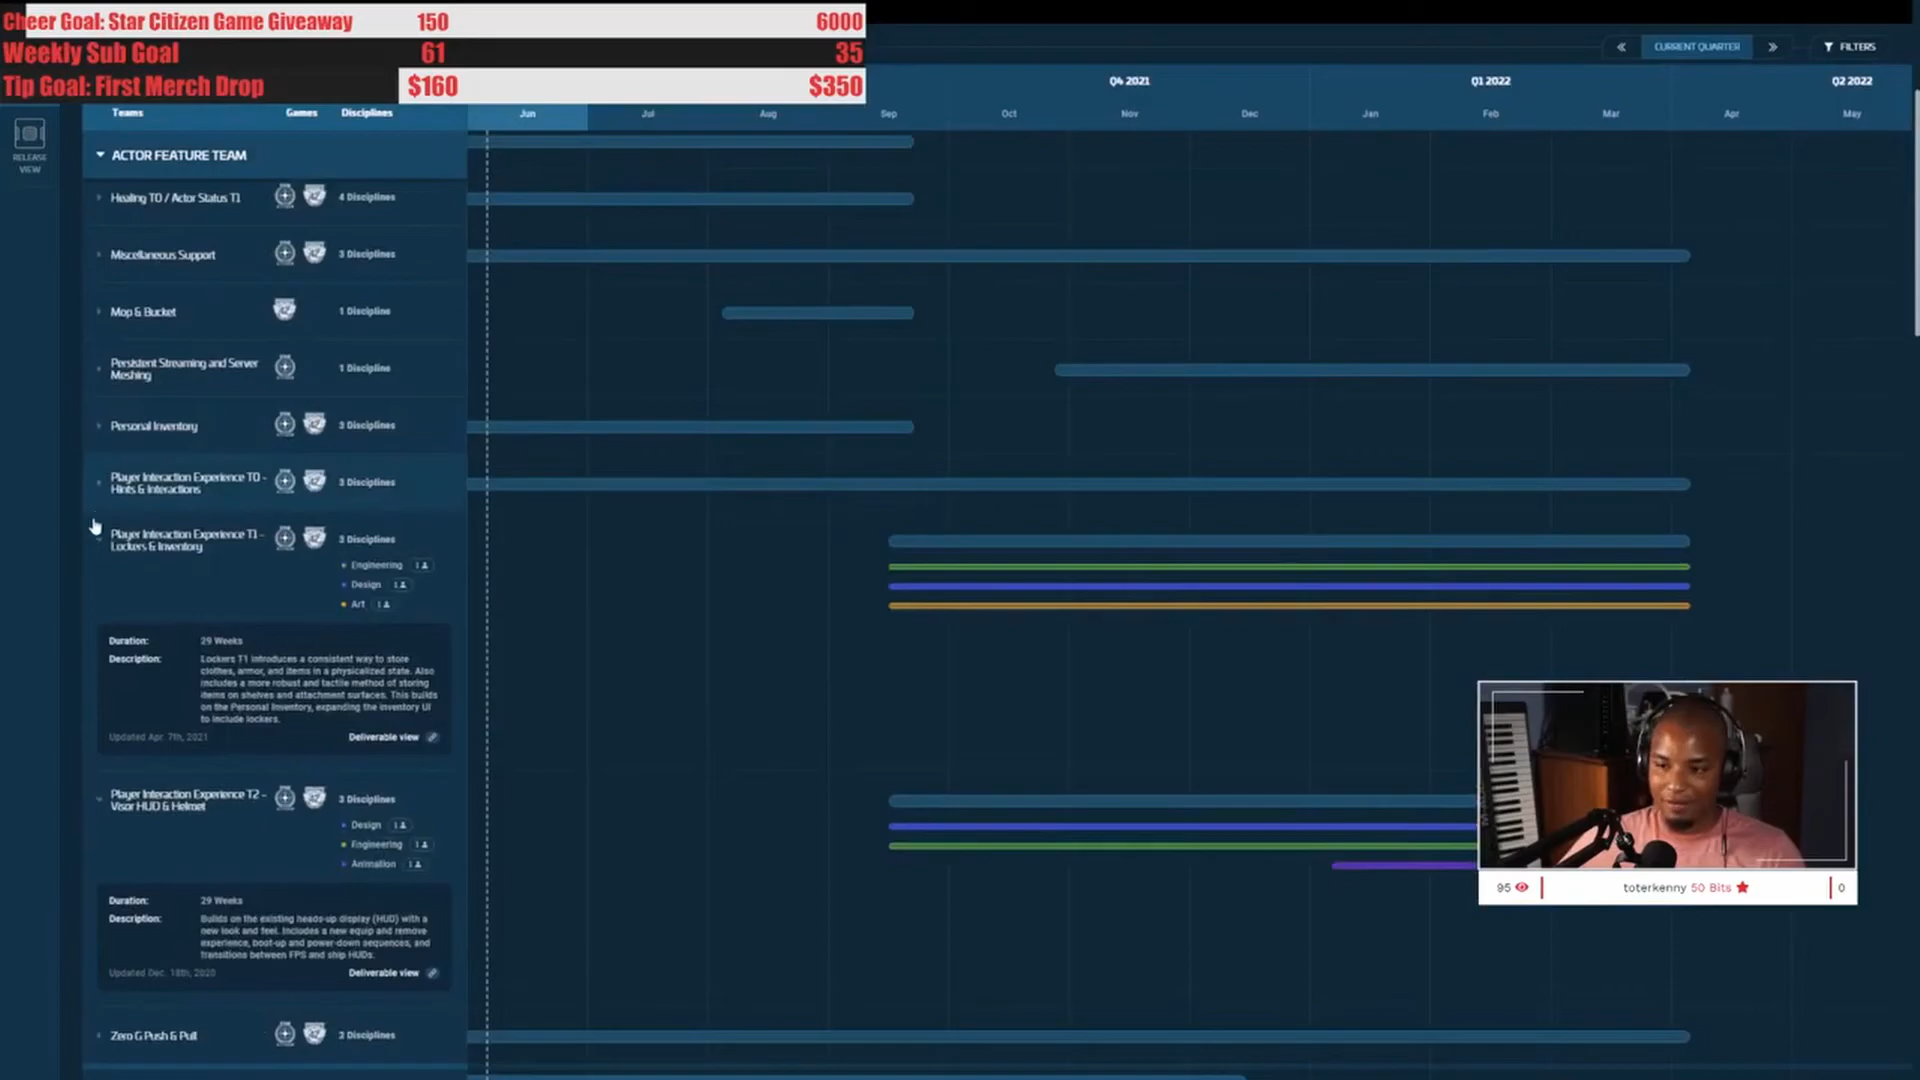 Cheer Goal: Star Citizen Game Giveaway 150 6000
Weekly Sub Goal 61 35
Tip Goal: First Merch Drop $160 $350
CURRENT QUARTER
FILTERS
Q4 2021 Q1 2022 Q2 2022
Teams Games Disciplines Jun Jul Aug Sep Oct Nov Dec Jan Feb Mar Apr May
RELEASE
VIEW
ACTOR FEATURE TEAM
Healing T0 / Actor Status T1 4 Disciplines
Miscellaneous Support 3 Disciplines
Mop & Bucket 1 Discipline
Persistent Streaming and Server
Meshing
1 Discipline
Personal Inventory 3 Disciplines
Player Interaction Experience T0 -
Hints & Interactions
3 Disciplines
Player Interaction Experience T1 -
Lockers & Inventory
3 Disciplines
Engineering 1
Design 1
Art 1
Duration: 29 Weeks
Description: Lockers T1 introduces a consistent way to store
clothes, armor, and items in a physicalized state. Also
includes a more robust and tactile method of storing
items on shelves and attachment surfaces. This builds
on the Personal Inventory, expanding the inventory UI
to include lockers.
Updated Apr. 7th, 2021 Deliverable view
Player Interaction Experience T2 -
Visor HUD & Helmet
3 Disciplines
Design 1
Engineering 1
Animation 1
Duration: 29 Weeks
Description: Builds on the existing heads-up display (HUD) with a
new look and feel. Includes a new equip and remove
experience, boot-up and power-down sequences, and
transitions between FPS and ship HUDs.
Updated Dec. 18th, 2020 Deliverable view
Zero G Push & Pull 2 Disciplines
95 toterkenny 50 Bits 0